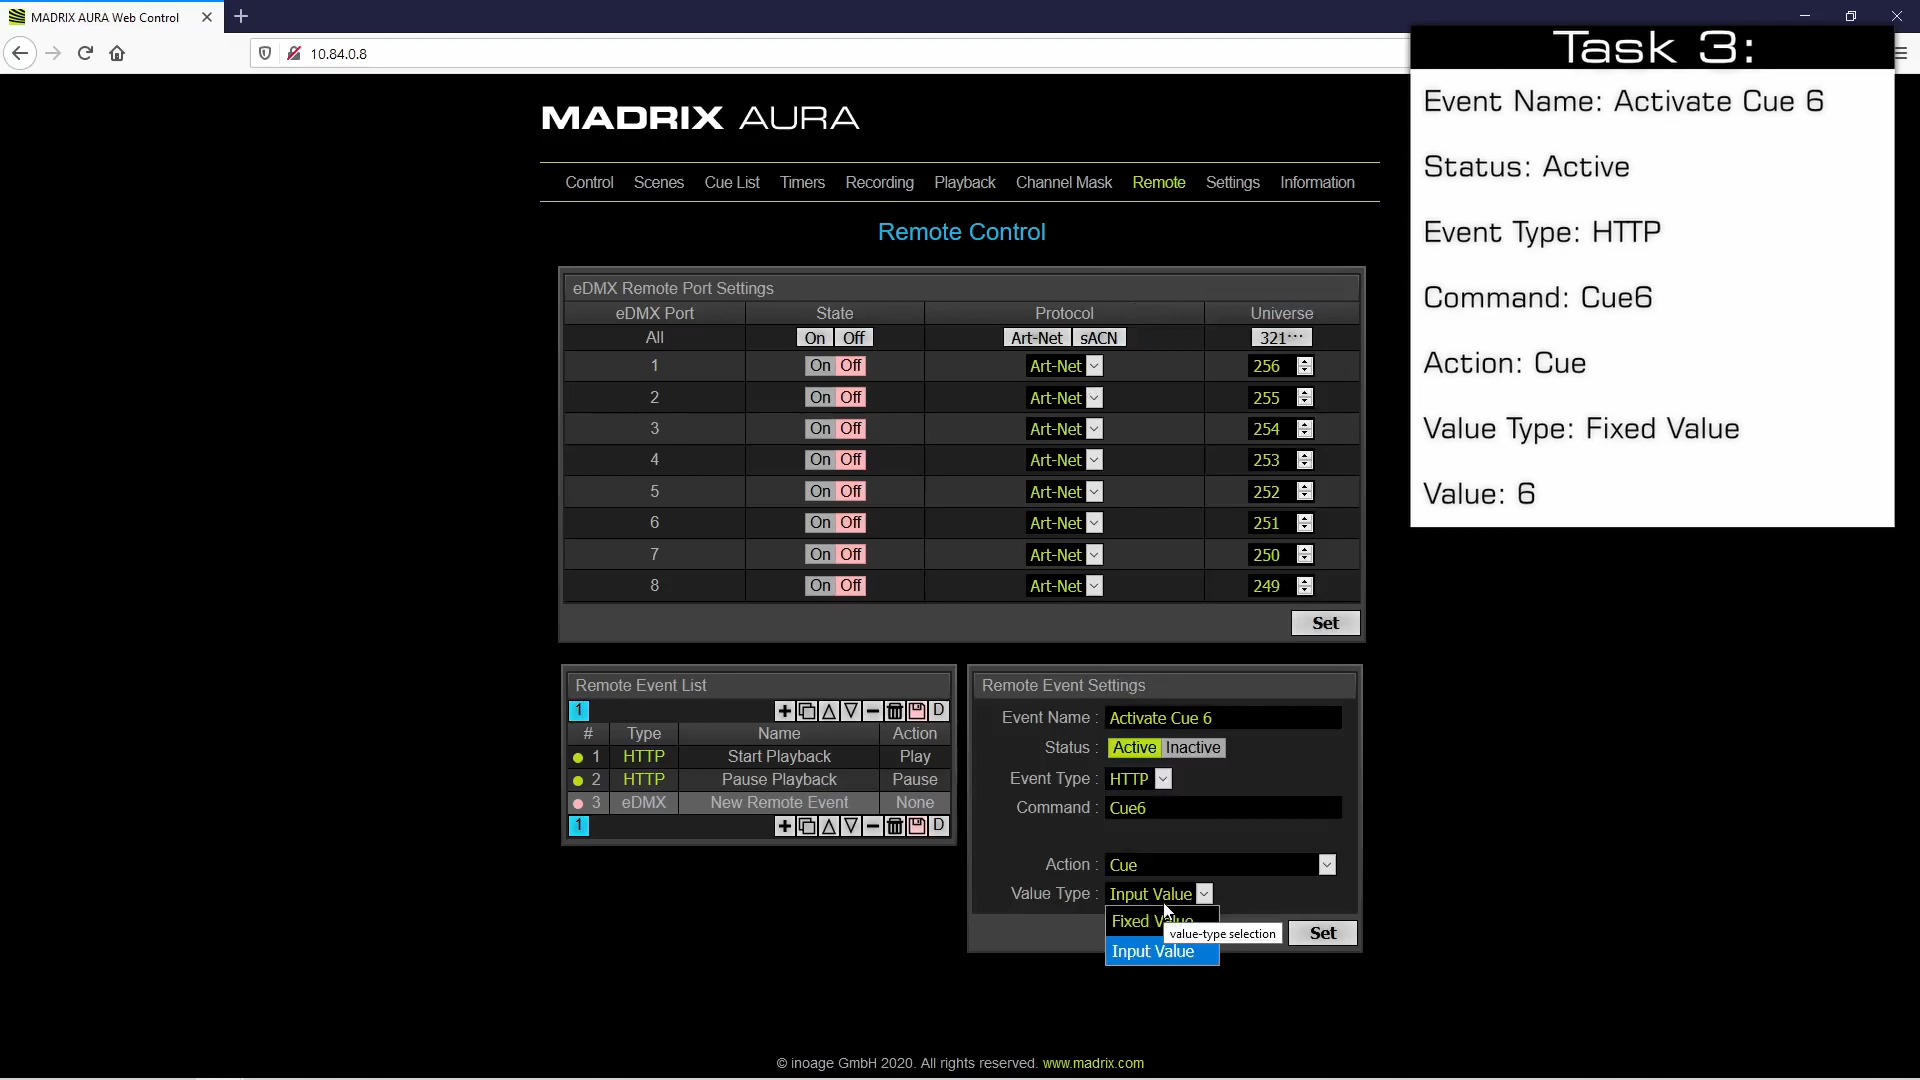 MADRIX AURA Web Control
10.84.0.8
Task 3:
Event Name: Activate Cue 6
Status: Active
Event Type: HTTP
Command: Cue6
Action: Cue
Value Type: Fixed Value
Value: 6
MADRIX AURA
Control Scenes Cue List Timers Recording Playback Channel Mask Remote Settings Information
Remote Control
eDMX Remote Port Settings
eDMX Port State Protocol Universe
All On Off Art-Net sACN 321···
1 On Off Art-Net 256
2 On Off Art-Net 255
3 On Off Art-Net 254
4 On Off Art-Net 253
5 On Off Art-Net 252
6 On Off Art-Net 251
7 On Off Art-Net 250
8 On Off Art-Net 249
Set
Remote Event List
1 D
# Type Name Action
1 HTTP Start Playback Play
2 HTTP Pause Playback Pause
3 eDMX New Remote Event None
1 D
Remote Event Settings
Event Name : Activate Cue 6
Status : Active Inactive
Event Type : HTTP
Command : Cue6
Action : Cue
Value Type : Input Value
Fixed Value
value-type selection
Set
Input Value
© inoage GmbH 2020. All rights reserved. www.madrix.com